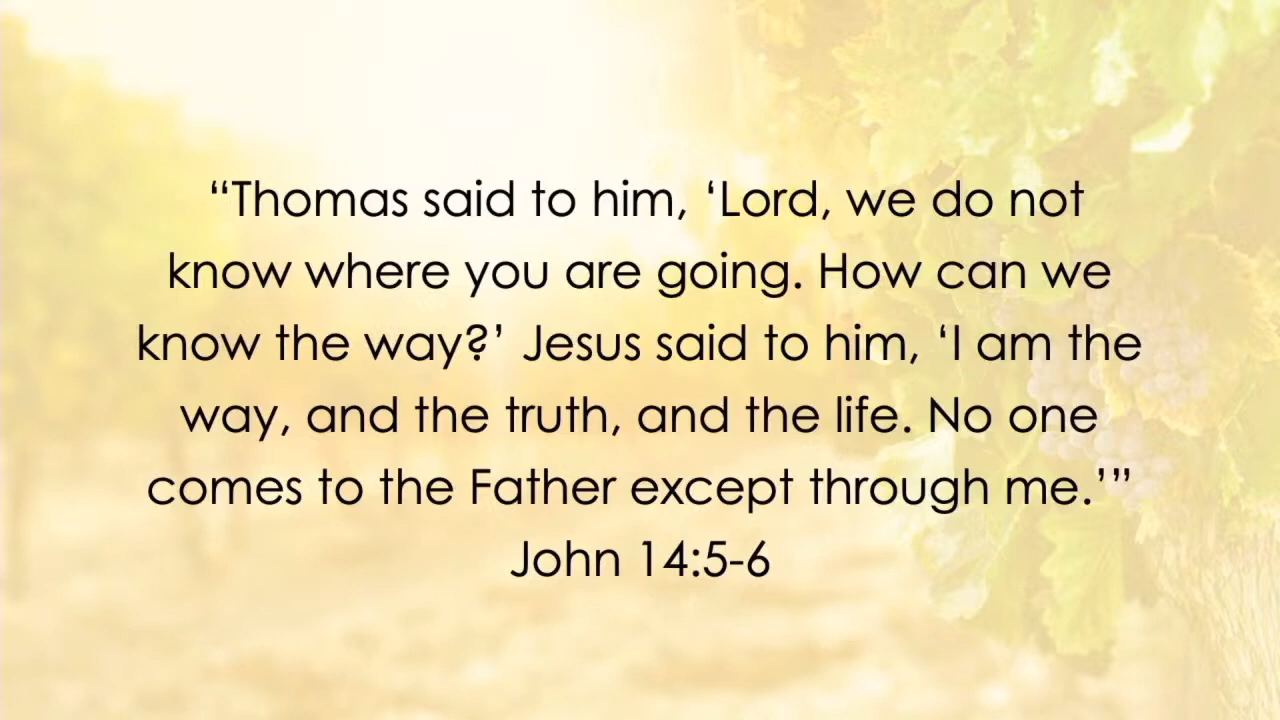 “Thomas said to him, ‘Lord, we do not
know where you are going. How can we
know the way?’ Jesus said to him, ‘I am the
way, and the truth, and the life. No one
comes to the Father except through me.’”
John 14:5-6